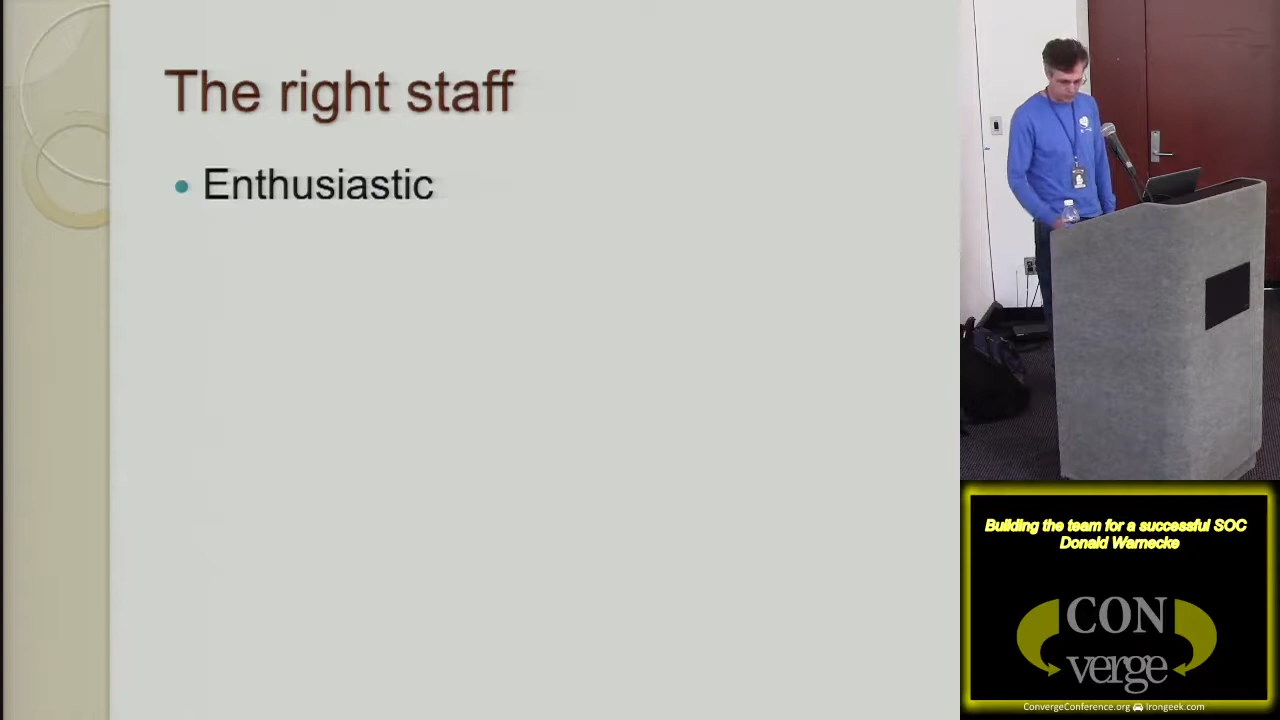 The right staff
• Enthusiastic
Building the team for a successful SOC
Donald Warnecke
CON
verge
ConvergeConference.org Irongeek.com